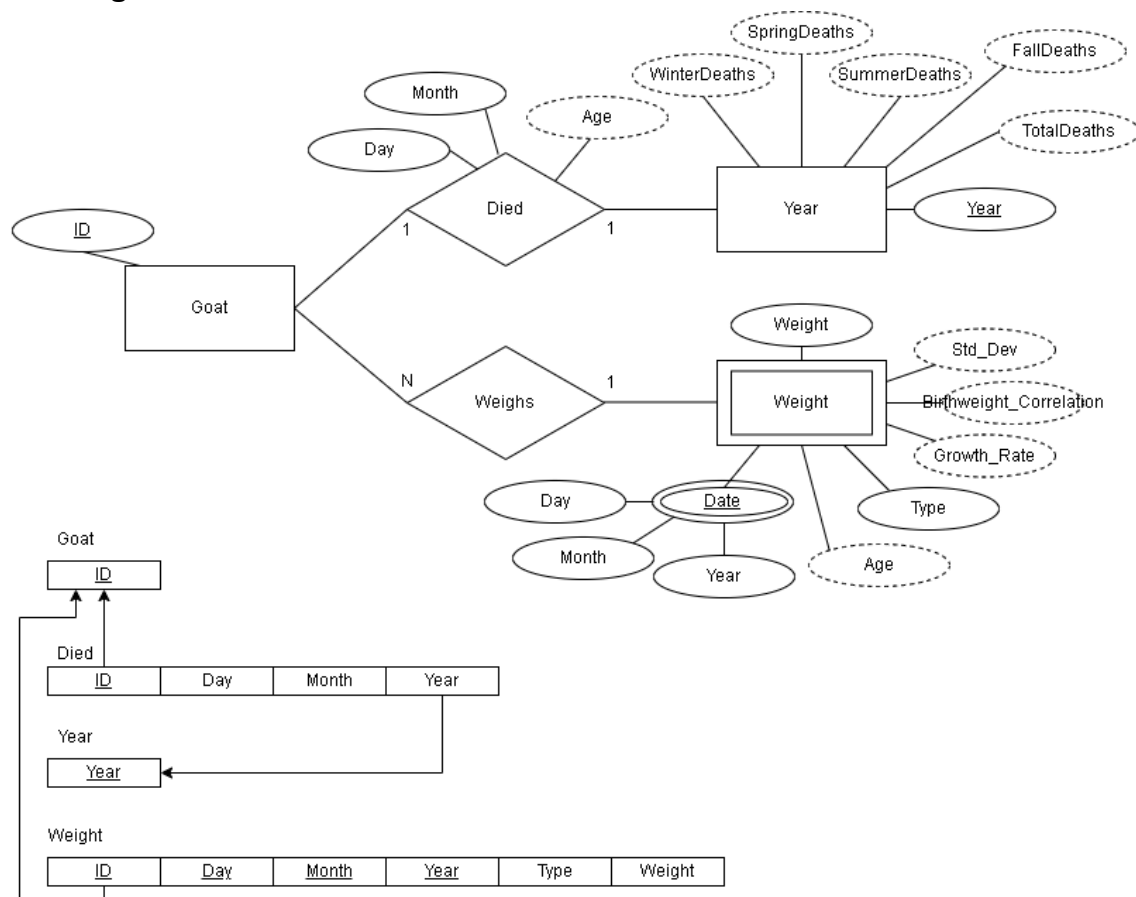 SpringDeaths
FallDeaths
WinterDeaths
SummerDeaths
Month
Age
TotalDeaths
Day
Died
Year
Year
1
1
ID
Goat
Weight
Std_Dev
N
1
Weighs
Weight
Birthweight_Correlation
Growth_Rate
Day
Date
Type
Month
Year
Age
Goat
ID
Died
ID Day Month Year
Year
Year
Weight
ID Day Month Year Type Weight